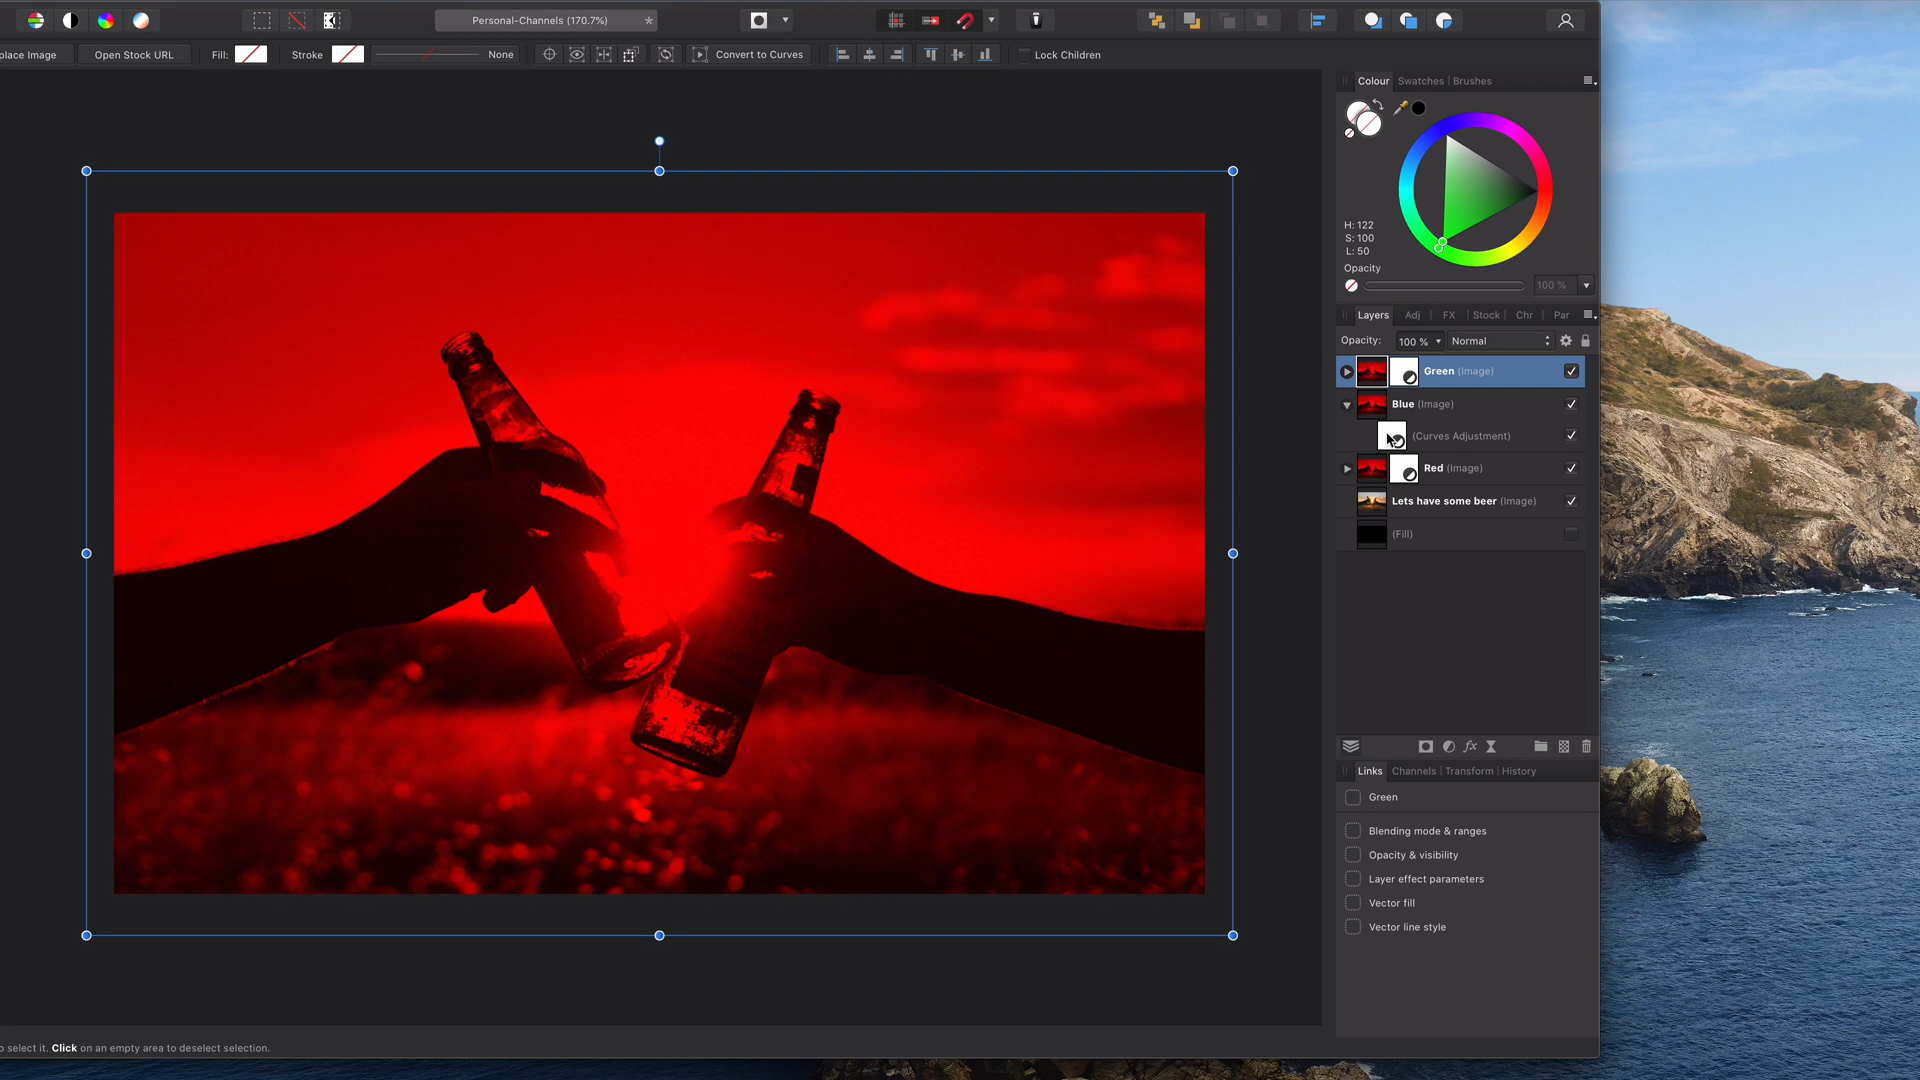 Personal-Channels (170.7%)
*
place Image
Open Stock URL
Fill:
Stroke
None
Convert to Curves
Lock Children
Colour
Swatches
Brushes
H: 122
S: 100
L: 50
Opacity
100 %
Layers
Adj
FX
Stock
Chr
Par
Opacity:
100 %
Normal
Green (Image)
Blue (Image)
(Curves Adjustment)
Red (Image)
Lets have some beer (Image)
(Fill)
fx
Links
Channels
Transform
History
Green
Blending mode & ranges
Opacity & visibility
Layer effect parameters
Vector fill
Vector line style
o select it. Click on an empty area to deselect selection.